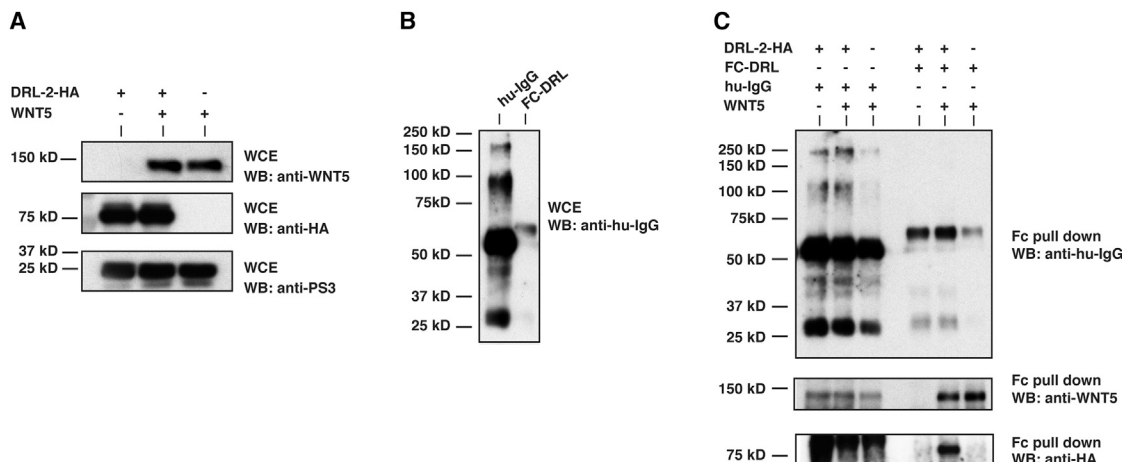 A
DRL-2-HA + + -
WNT5 - + +
150 kD
WCE
WB: anti-WNT5
75 kD
WCE
WB: anti-HA
37 kD
25 kD
WCE
WB: anti-PS3
B
hu-IgG
FC-DRL
250 kD
150 kD
100 kD
75kD
50 kD
37 kD
25 kD
WCE
WB: anti-hu-IgG
C
DRL-2-HA + + - + + -
FC-DRL - - - + + +
hu-IgG + + + - - -
WNT5 - + + - + +
250 kD
150 kD
100 kD
75kD
50 kD
37 kD
25 kD
Fc pull down
WB: anti-hu-IgG
150 kD
Fc pull down
WB: anti-WNT5
75 kD
Fc pull down
WB: anti-HA